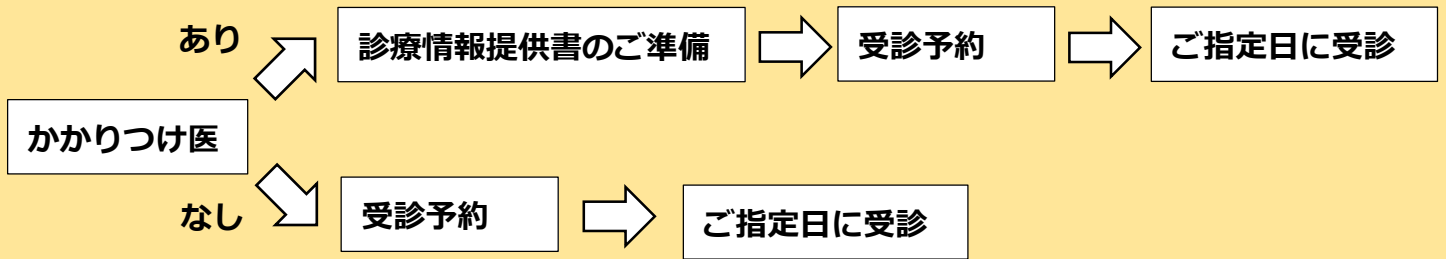 あり
診療情報提供書のご準備
受診予約
ご指定日に受診
かかりつけ医
なし
受診予約
ご指定日に受診